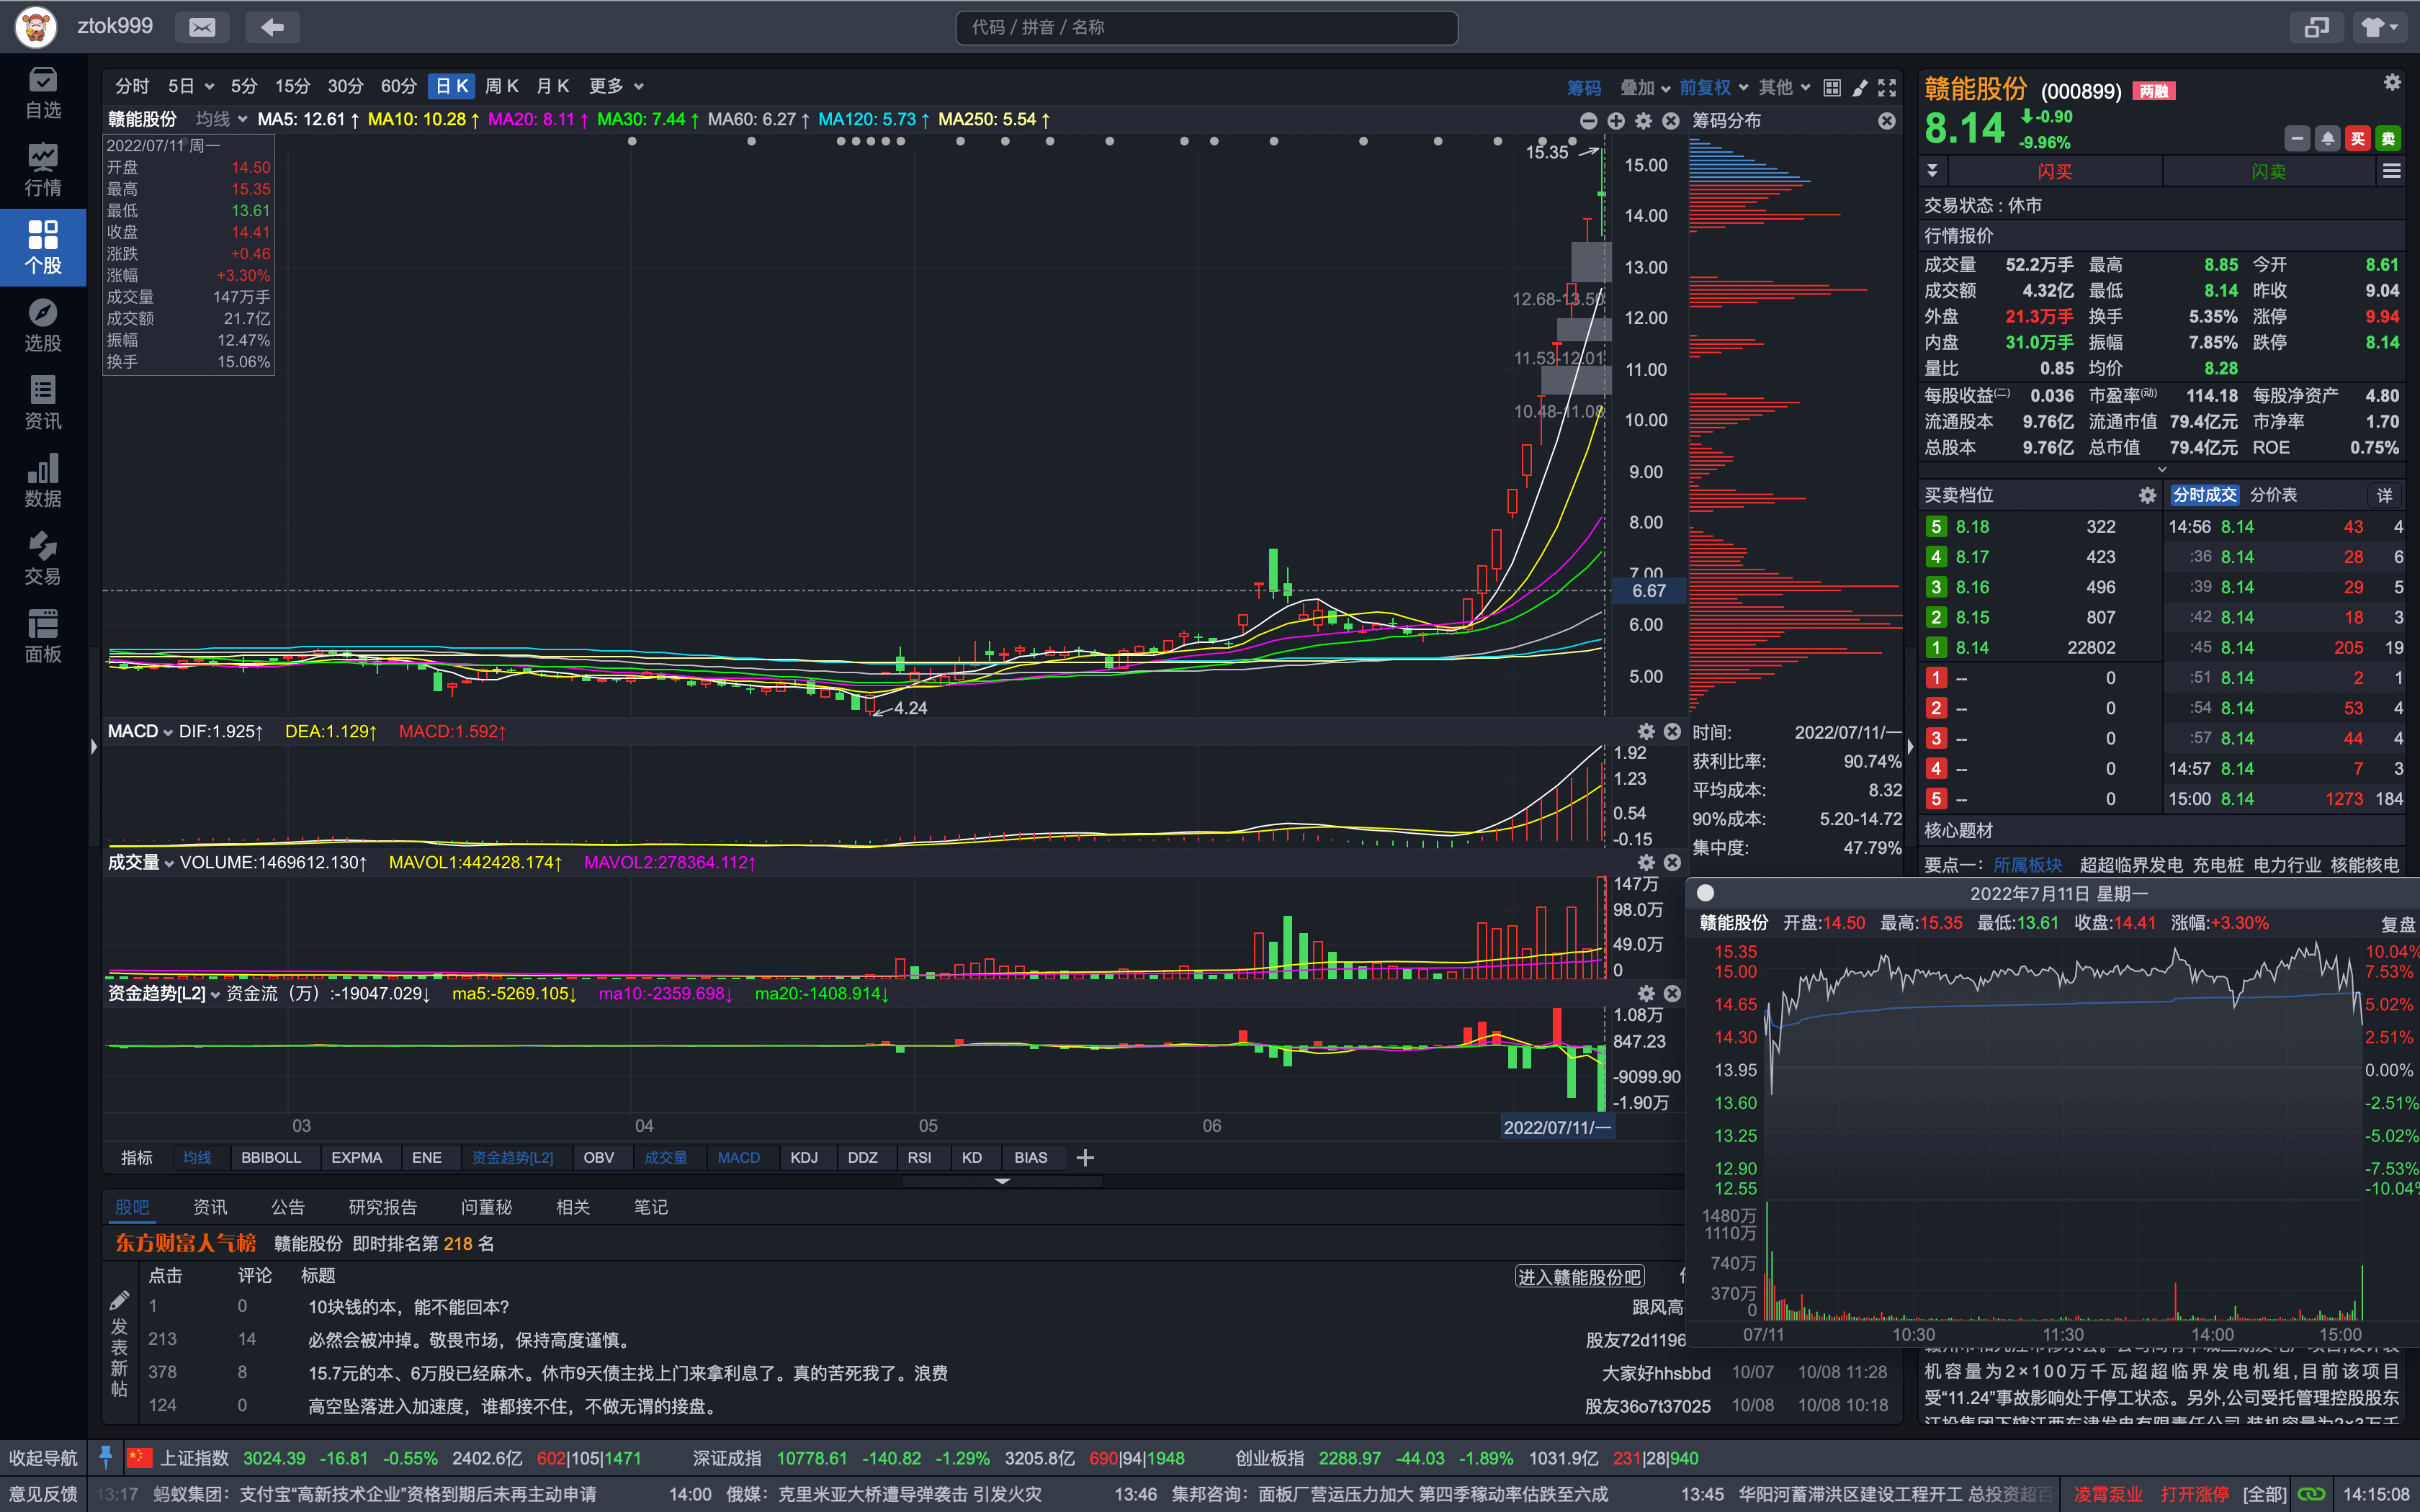 ztok999
代码 / 拼音 / 名称
自选
行情
个股
选股
资讯
数据
交易
面板
分时 5日 5分 15分 30分 60分 日K 周K 月K 更多 筹码 叠加 前复权 其他
赣能股份 均线 MA5: 12.61↑ MA10: 10.28↑ MA20: 8.11↑ MA30: 7.44↑ MA60: 6.27↑ MA120: 5.73↑ MA250: 5.54↑
2022/07/11 周一
开盘 14.50
最高 15.35
最低 13.61
收盘 14.41
涨跌 +0.46
涨幅 +3.30%
成交量 147万手
成交额 21.7亿
振幅 12.47%
换手 15.06%
15.35
12.68-13.50
11.53-12.01
10.48-11.08
4.24
15.00
14.00
13.00
12.00
11.00
10.00
9.00
8.00
7.00
6.67
6.00
5.00
筹码分布
时间: 2022/07/11/一
获利比率: 90.74%
平均成本: 8.32
90%成本: 5.20-14.72
集中度: 47.79%
MACD DIF:1.925↑ DEA:1.129↑ MACD:1.592↑
1.92
1.23
0.54
-0.15
成交量 VOLUME:1469612.130↑ MAVOL1:442428.174↑ MAVOL2:278364.112↑
147万
98.0万
49.0万
0
资金趋势[L2] 资金流（万）:-19047.029↓ ma5:-5269.105↓ ma10:-2359.698↓ ma20:-1408.914↓
1.08万
847.23
-9099.90
-1.90万
03 04 05 06 2022/07/11/一
指标 均线 BBIBOLL EXPMA ENE 资金趋势[L2] OBV 成交量 MACD KDJ DDZ RSI KD BIAS
股吧 资讯 公告 研究报告 问董秘 相关 笔记
东方财富人气榜 赣能股份 即时排名第 218 名
点击 评论 标题 进入赣能股份吧
1 0 10块钱的本，能不能回本? 跟风高
213 14 必然会被冲掉。敬畏市场，保持高度谨慎。 股友72d1196
378 8 15.7元的本、6万股已经麻木。休市9天债主找上门来拿利息了。真的苦死我了。浪费 大家好hhsbbd 10/07 10/08 11:28
124 0 高空坠落进入加速度，谁都接不住，不做无谓的接盘。 股友36o7t37025 10/08 10/08 10:18
发表新帖
赣能股份 (000899) 两融
8.14 -0.90
-9.96%
买 卖
闪买 闪卖
交易状态 : 休市
行情报价
成交量 52.2万手 最高 8.85 今开 8.61
成交额 4.32亿 最低 8.14 昨收 9.04
外盘 21.3万手 换手 5.35% 涨停 9.94
内盘 31.0万手 振幅 7.85% 跌停 8.14
量比 0.85 均价 8.28
每股收益(二) 0.036 市盈率(动) 114.18 每股净资产 4.80
流通股本 9.76亿 流通市值 79.4亿元 市净率 1.70
总股本 9.76亿 总市值 79.4亿元 ROE 0.75%
买卖档位 分时成交 分价表 详
5 8.18 322 14:56 8.14 43 4
4 8.17 423 :36 8.14 28 6
3 8.16 496 :39 8.14 29 5
2 8.15 807 :42 8.14 18 3
1 8.14 22802 :45 8.14 205 19
1 -- 0 :51 8.14 2 1
2 -- 0 :54 8.14 53 4
3 -- 0 :57 8.14 44 4
4 -- 0 14:57 8.14 7 3
5 -- 0 15:00 8.14 1273 184
核心题材
要点一: 所属板块 超超临界发电 充电桩 电力行业 核能核电
2022年7月11日 星期一
赣能股份 开盘:14.50 最高:15.35 最低:13.61 收盘:14.41 涨幅:+3.30% 复盘
15.35 10.04%
15.00 7.53%
14.65 5.02%
14.30 2.51%
13.95 0.00%
13.60 -2.51%
13.25 -5.02%
12.90 -7.53%
12.55 -10.04%
1480万
1110万
740万
370万
0
07/11 10:30 11:30 14:00 15:00
机容量为2×100万千瓦超超临界发电机组,目前该项目
受“11.24”事故影响处于停工状态。另外,公司受托管理控股股东
收起导航 上证指数 3024.39 -16.81 -0.55% 2402.6亿 602|105|1471 深证成指 10778.61 -140.82 -1.29% 3205.8亿 690|94|1948 创业板指 2288.97 -44.03 -1.89% 1031.9亿 231|28|940
意见反馈 13:17 蚂蚁集团：支付宝“高新技术企业”资格到期后未再主动申请 14:00 俄媒：克里米亚大桥遭导弹袭击 引发火灾 13:46 集邦咨询：面板厂营运压力加大 第四季稼动率估跌至六成 13:45 华阳河蓄滞洪区建设工程开工 总投资超百 凌霄泵业 打开涨停 [全部] 14:15:08